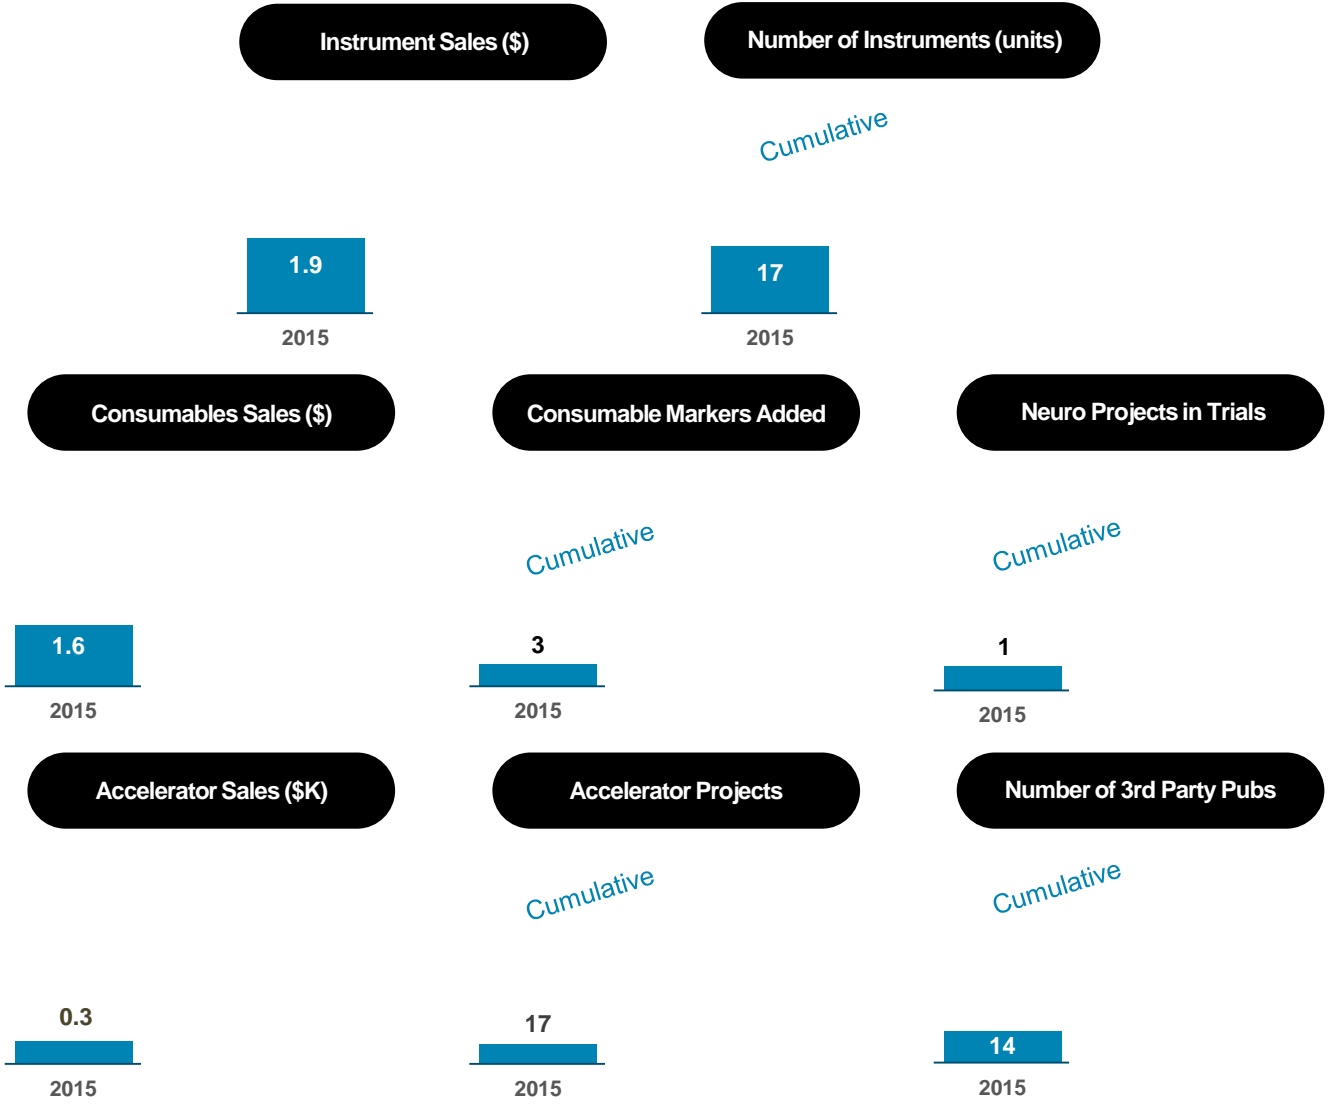 Instrument Sales ($)
Number of Instruments (units)
Cumulative
1.9
17
2015
2015
Consumables Sales ($)
Consumable Markers Added
Neuro Projects in Trials
Cumulative
Cumulative
1.6
3
1
2015
2015
2015
Accelerator Sales ($K)
Accelerator Projects
Number of 3rd Party Pubs
Cumulative
Cumulative
0.3
17
14
2015
2015
2015